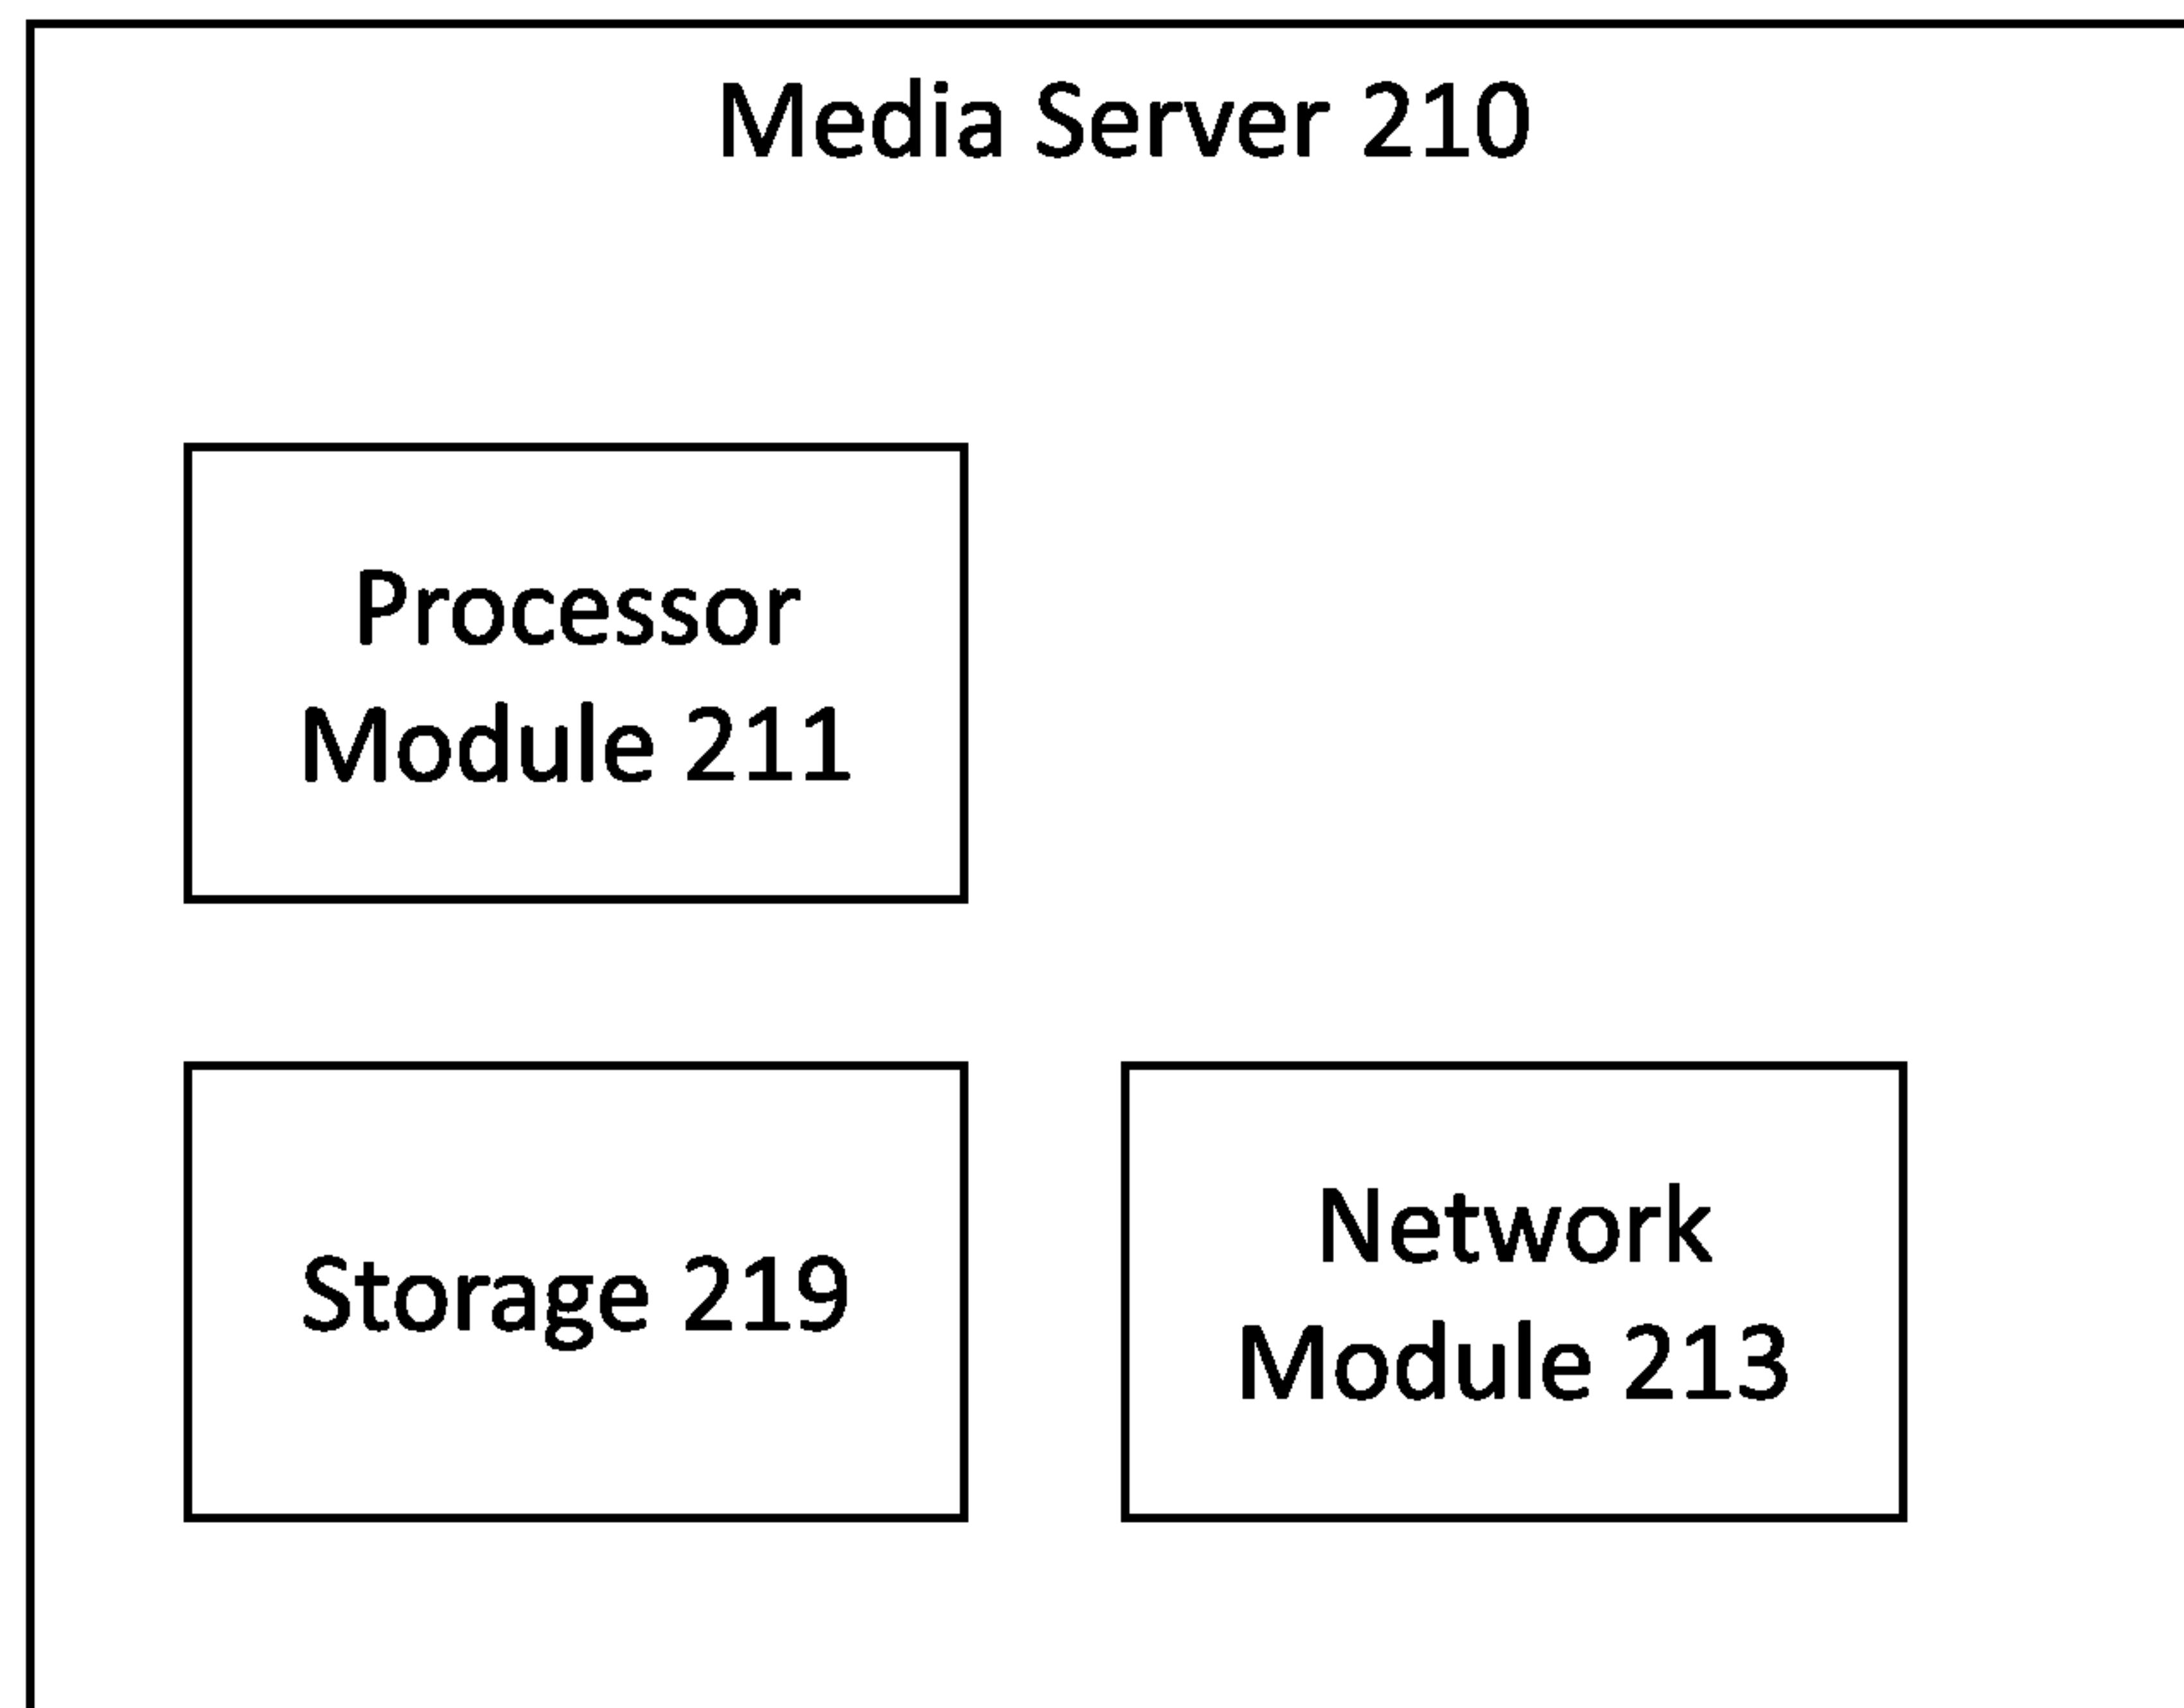 Media Server 210
Processor
Module 211
Storage 219
Network
Module 213